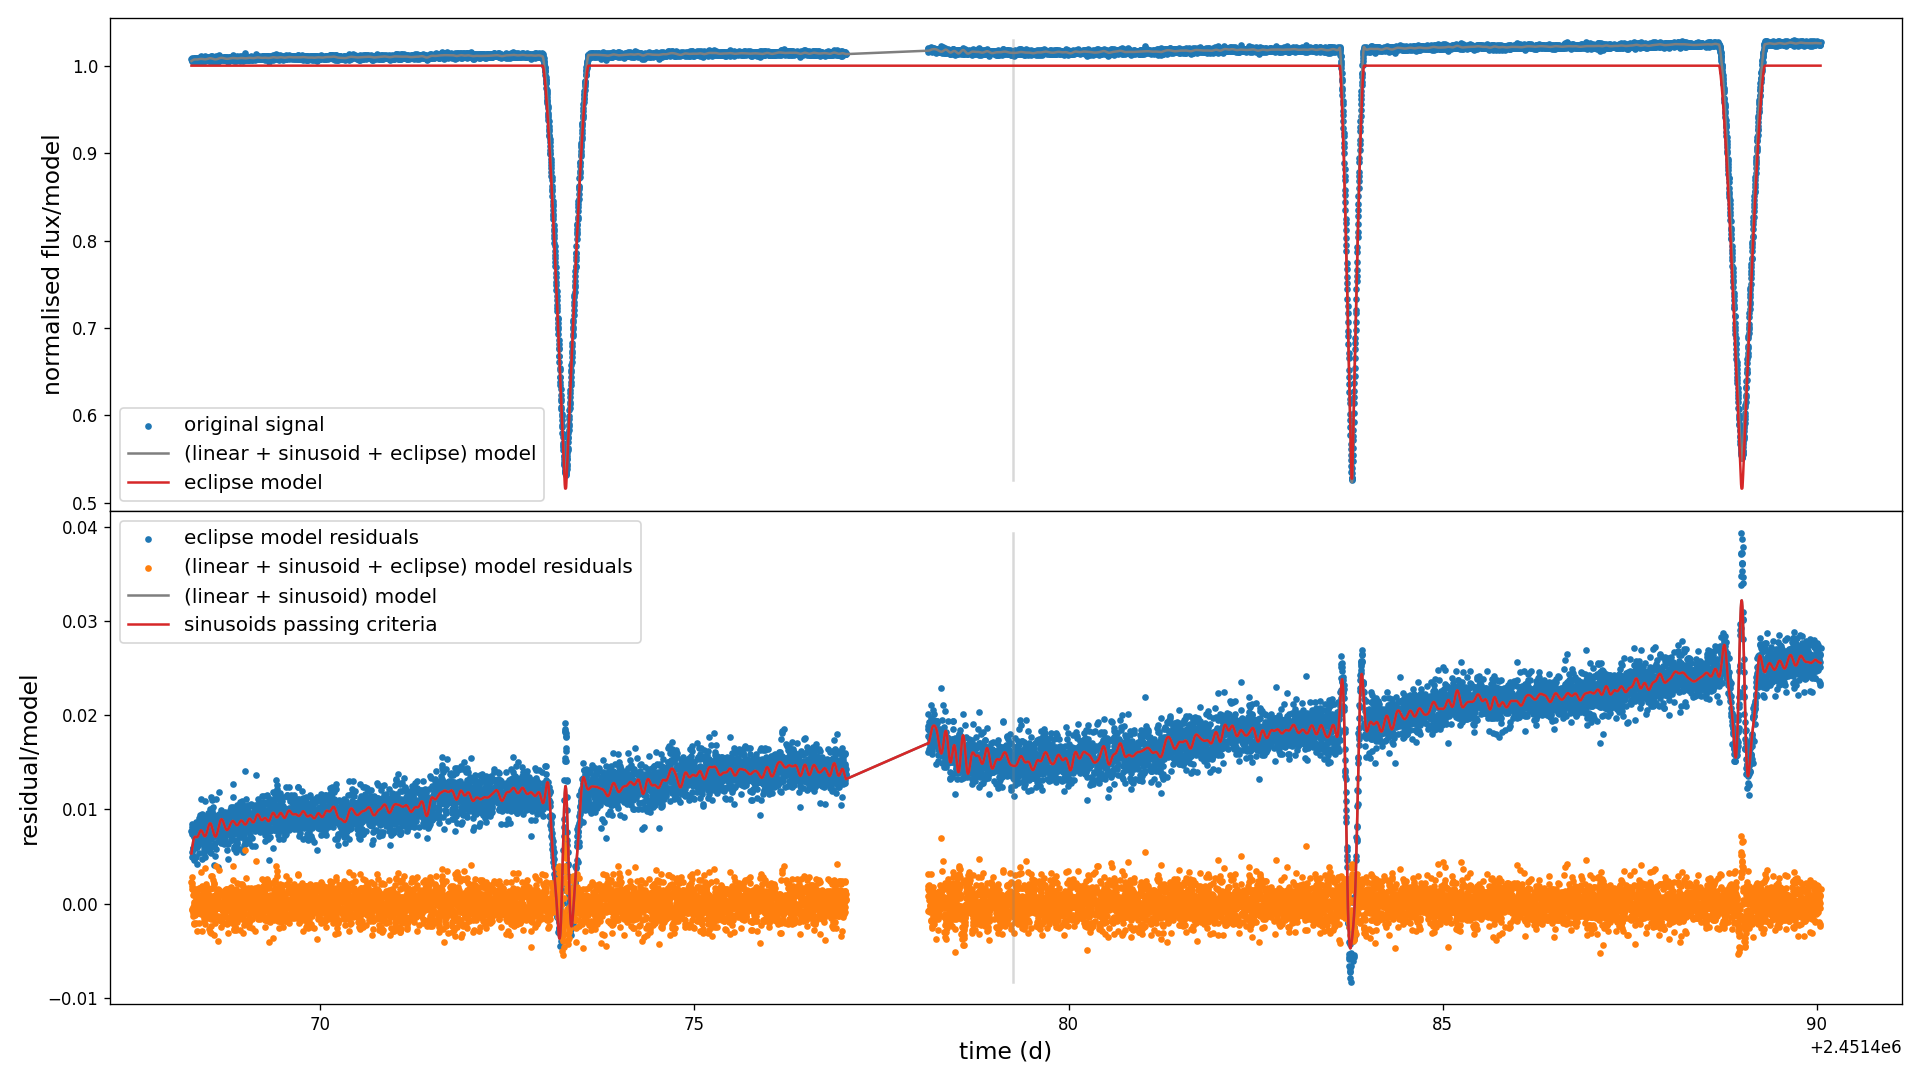 normalised flux/model
1.0
0.9
0.8
0.7
0.6
0.5
original signal
(linear + sinusoid + eclipse) model
eclipse model
residual/model
0.04
0.03
0.02
0.01
0.00
−0.01
eclipse model residuals
(linear + sinusoid + eclipse) model residuals
(linear + sinusoid) model
sinusoids passing criteria
70 75 80 85 90
time (d)
+2.4514e6